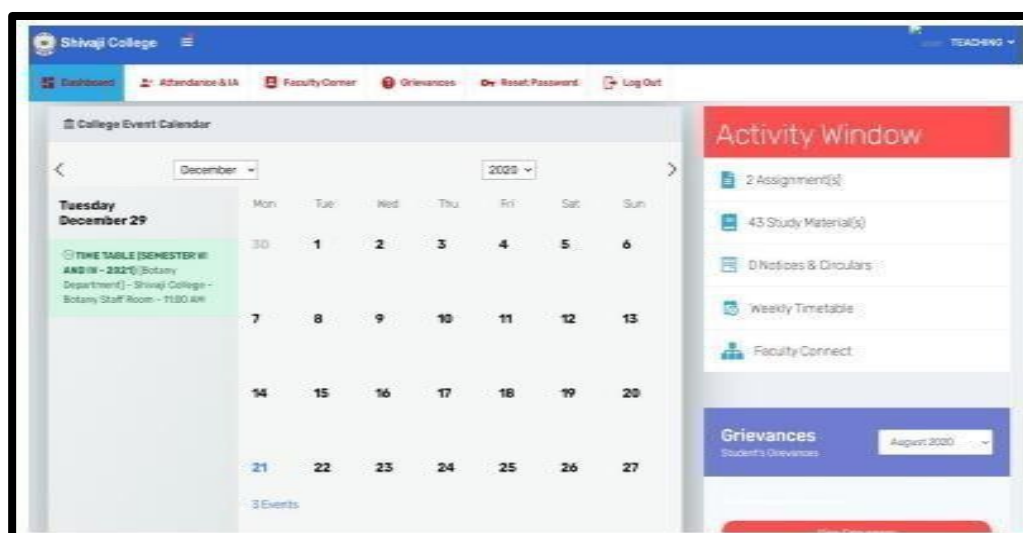 Shivaji College
TEACHING
Dashboard
Attendance & IA
Faculty Corner
Grievances
Reset Password
Log Out
College Event Calendar
December
2020
Tuesday
December 29
TIME TABLE (SEMESTER VI
AND IV - 2021) [Botany
Department] - Shivaji College -
Botany Staff Room - 11:00 AM
Mon Tue Wed Thu Fri Sat Sun
30 1 2 3 4 5 6
7 8 9 10 11 12 13
14 15 16 17 18 19 20
21 22 23 24 25 26 27
3 Events
Activity Window
2 Assignment(s)
43 Study Material(s)
0 Notices & Circulars
Weekly Timetable
Faculty Connect
Grievances
Student's Grievances
August 2020